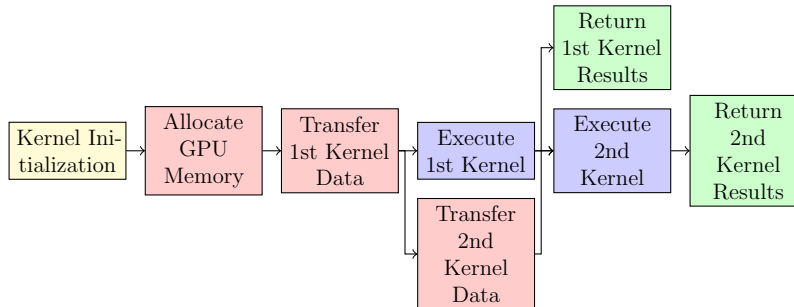 Kernel Ini-
tialization
Allocate
GPU
Memory
Transfer
1st Kernel
Data
Execute
1st Kernel
Transfer
2nd
Kernel
Data
Return
1st Kernel
Results
Execute
2nd
Kernel
Return
2nd
Kernel
Results